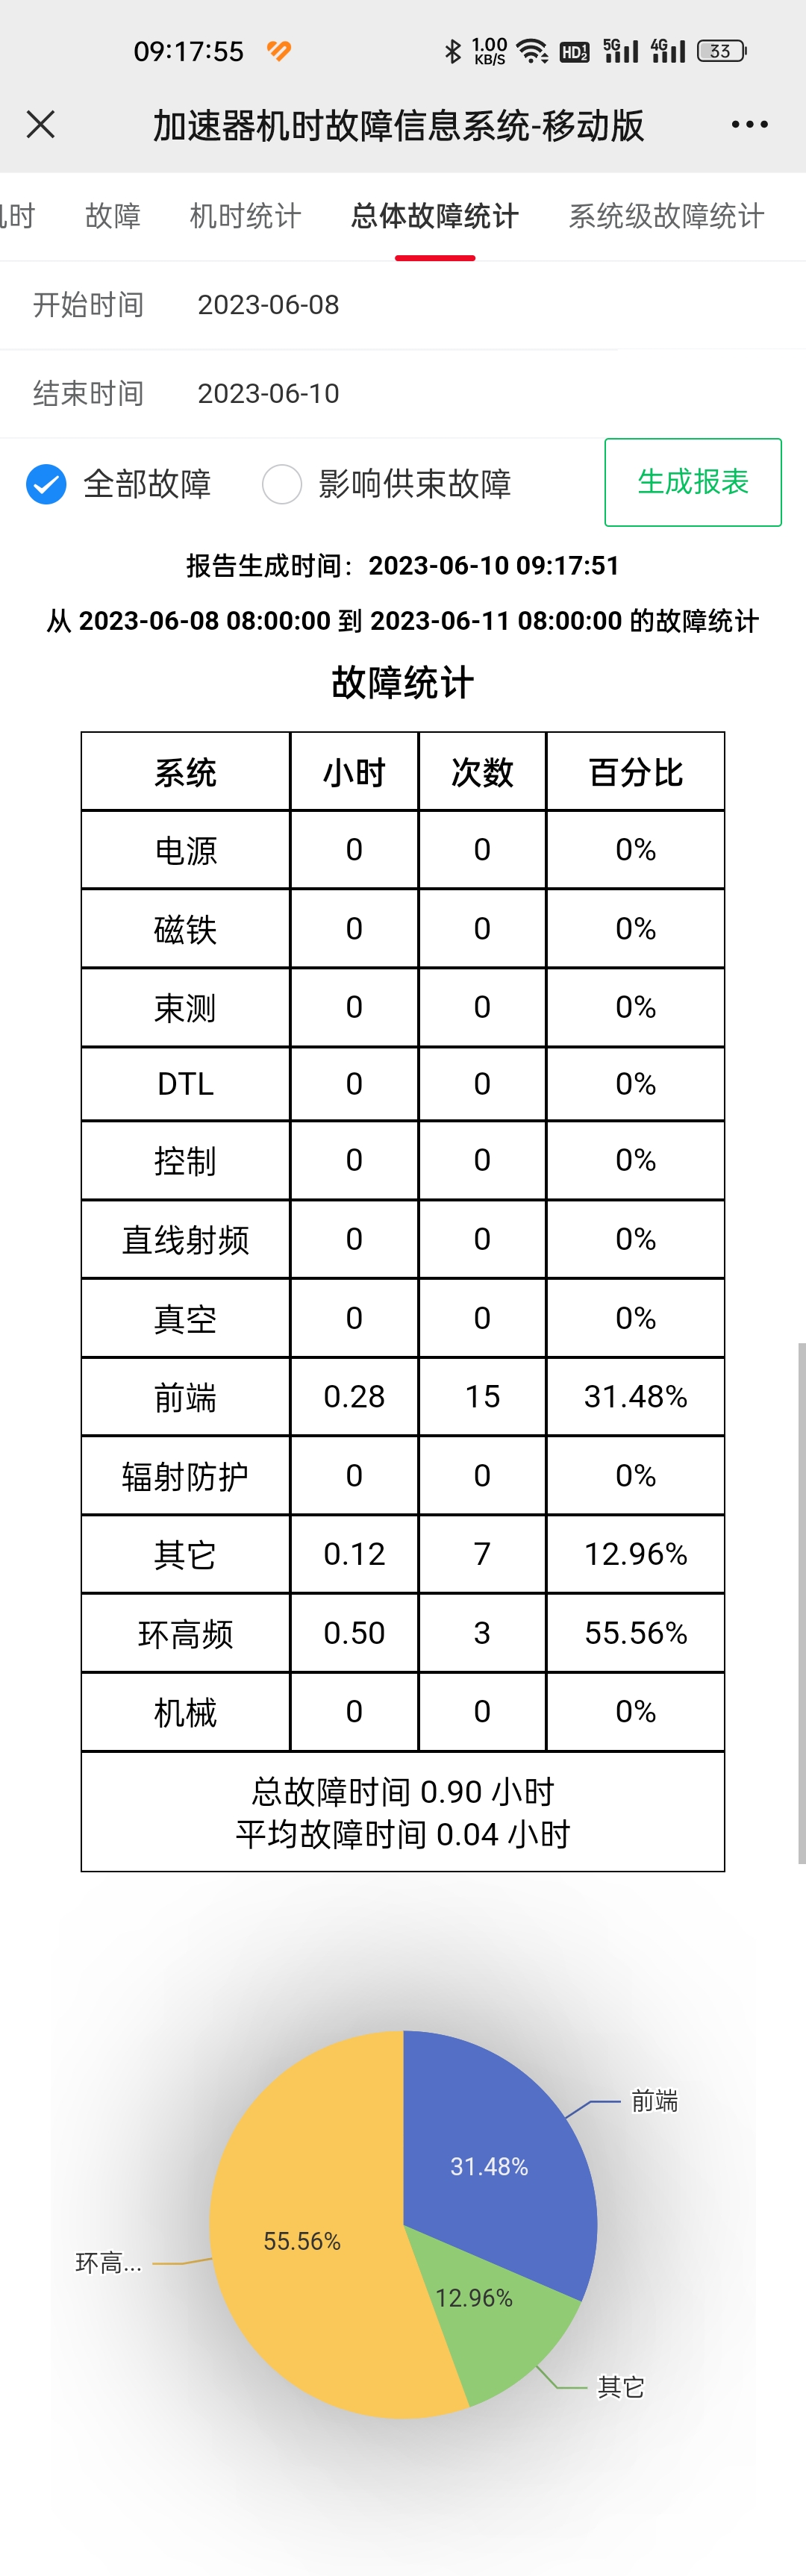 09:17:55 1.00 KB/S HD 1 2 5G 4G 33
加速器机时故障信息系统-移动版
机时 故障 机时统计 总体故障统计 系统级故障统计
开始时间 2023-06-08
结束时间 2023-06-10
全部故障 影响供束故障 生成报表
报告生成时间：2023-06-10 09:17:51
从 2023-06-08 08:00:00 到 2023-06-11 08:00:00 的故障统计
故障统计
系统 小时 次数 百分比
电源 0 0 0%
磁铁 0 0 0%
束测 0 0 0%
DTL 0 0 0%
控制 0 0 0%
直线射频 0 0 0%
真空 0 0 0%
前端 0.28 15 31.48%
辐射防护 0 0 0%
其它 0.12 7 12.96%
环高频 0.50 3 55.56%
机械 0 0 0%
总故障时间 0.90 小时
平均故障时间 0.04 小时
前端
31.48%
55.56%
环高...
12.96%
其它